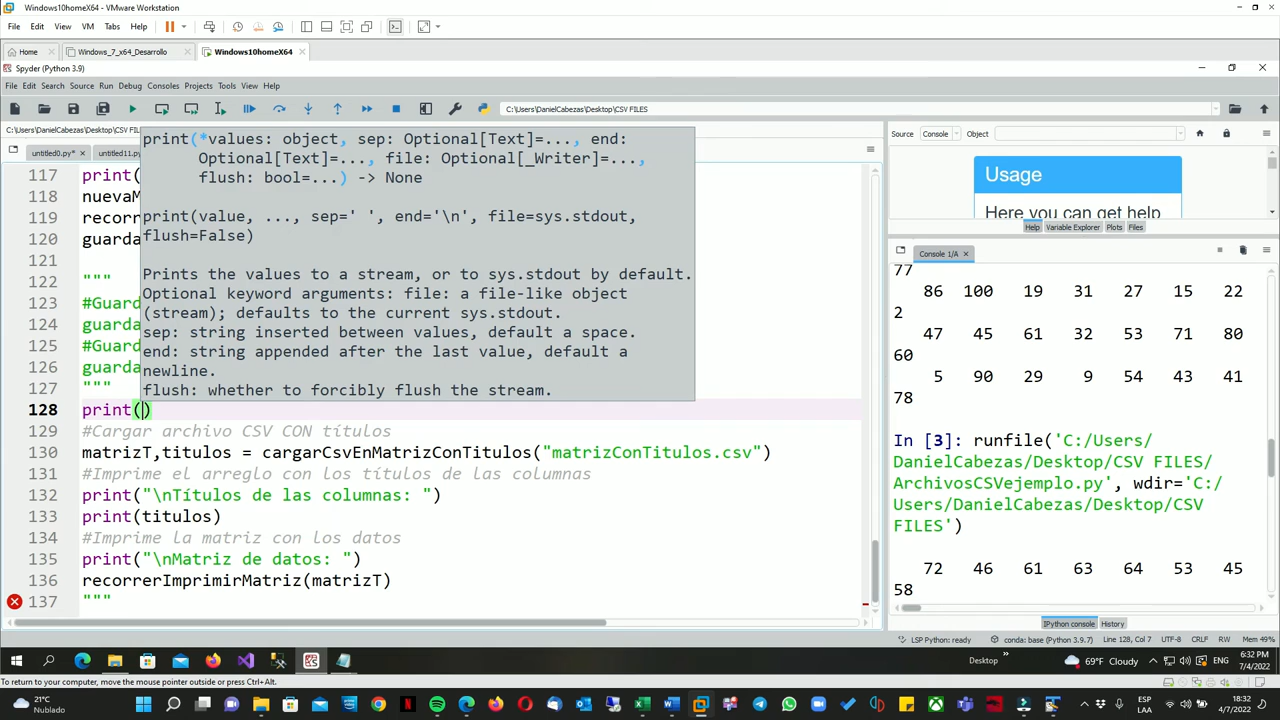 Windows10homeX64 - VMware Workstation
File Edit View VM Tabs Help
Home Windows_7_x64_Desarrollo Windows10homeX64
Spyder (Python 3.9)
File Edit Search Source Run Debug Consoles Projects Tools View Help
C:\Users\DanielCabezas\Desktop\CSV FILES
C:\Users\DanielCabezas\Desktop\CSV FIL
untitled0.py* untitled11.py
117 print(
118 nuevaM
119 recorr
120 guarda
121
122 """
123 #Guard
124 guarda
125 #Guard
126 guarda
127 """
128 print()
129 #Cargar archivo CSV CON títulos
130 matrizT,titulos = cargarCsvEnMatrizConTitulos("matrizConTitulos.csv")
131 #Imprime el arreglo con los títulos de las columnas
132 print("\nTítulos de las columnas: ")
133 print(titulos)
134 #Imprime la matriz con los datos
135 print("\nMatriz de datos: ")
136 recorrerImprimirMatriz(matrizT)
137 """
print(*values: object, sep: Optional[Text]=..., end:
Optional[Text]=..., file: Optional[_Writer]=...,
flush: bool=...) -> None
print(value, ..., sep=' ', end='\n', file=sys.stdout,
flush=False)
Prints the values to a stream, or to sys.stdout by default.
Optional keyword arguments: file: a file-like object
(stream); defaults to the current sys.stdout.
sep: string inserted between values, default a space.
end: string appended after the last value, default a
newline.
flush: whether to forcibly flush the stream.
Source Console Object
Usage
Here you can get help
Help Variable Explorer Plots Files
Console 1/A
77
86 100 19 31 27 15 22
2
47 45 61 32 53 71 80
60
5 90 29 9 54 43 41
78
In [3]: runfile('C:/Users/
DanielCabezas/Desktop/CSV FILES/
ArchivosCSVejemplo.py', wdir='C:/
Users/DanielCabezas/Desktop/CSV
FILES')
72 46 61 63 64 53 45
58
IPython console History
LSP Python: ready conda: base (Python 3.9.7) Line 128, Col 7 UTF-8 CRLF RW Mem 49%
Desktop 69°F Cloudy ENG 6:32 PM
7/4/2022
To return to your computer, move the mouse pointer outside or press Ctrl+Alt.
21°C
Nublado
ESP
LAA
18:32
4/7/2022